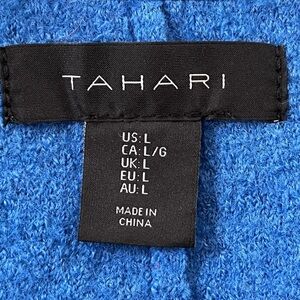 TAHARI
US: L
CA: L/G
UK: L
EU: L
AU: L
MADE IN
CHINA